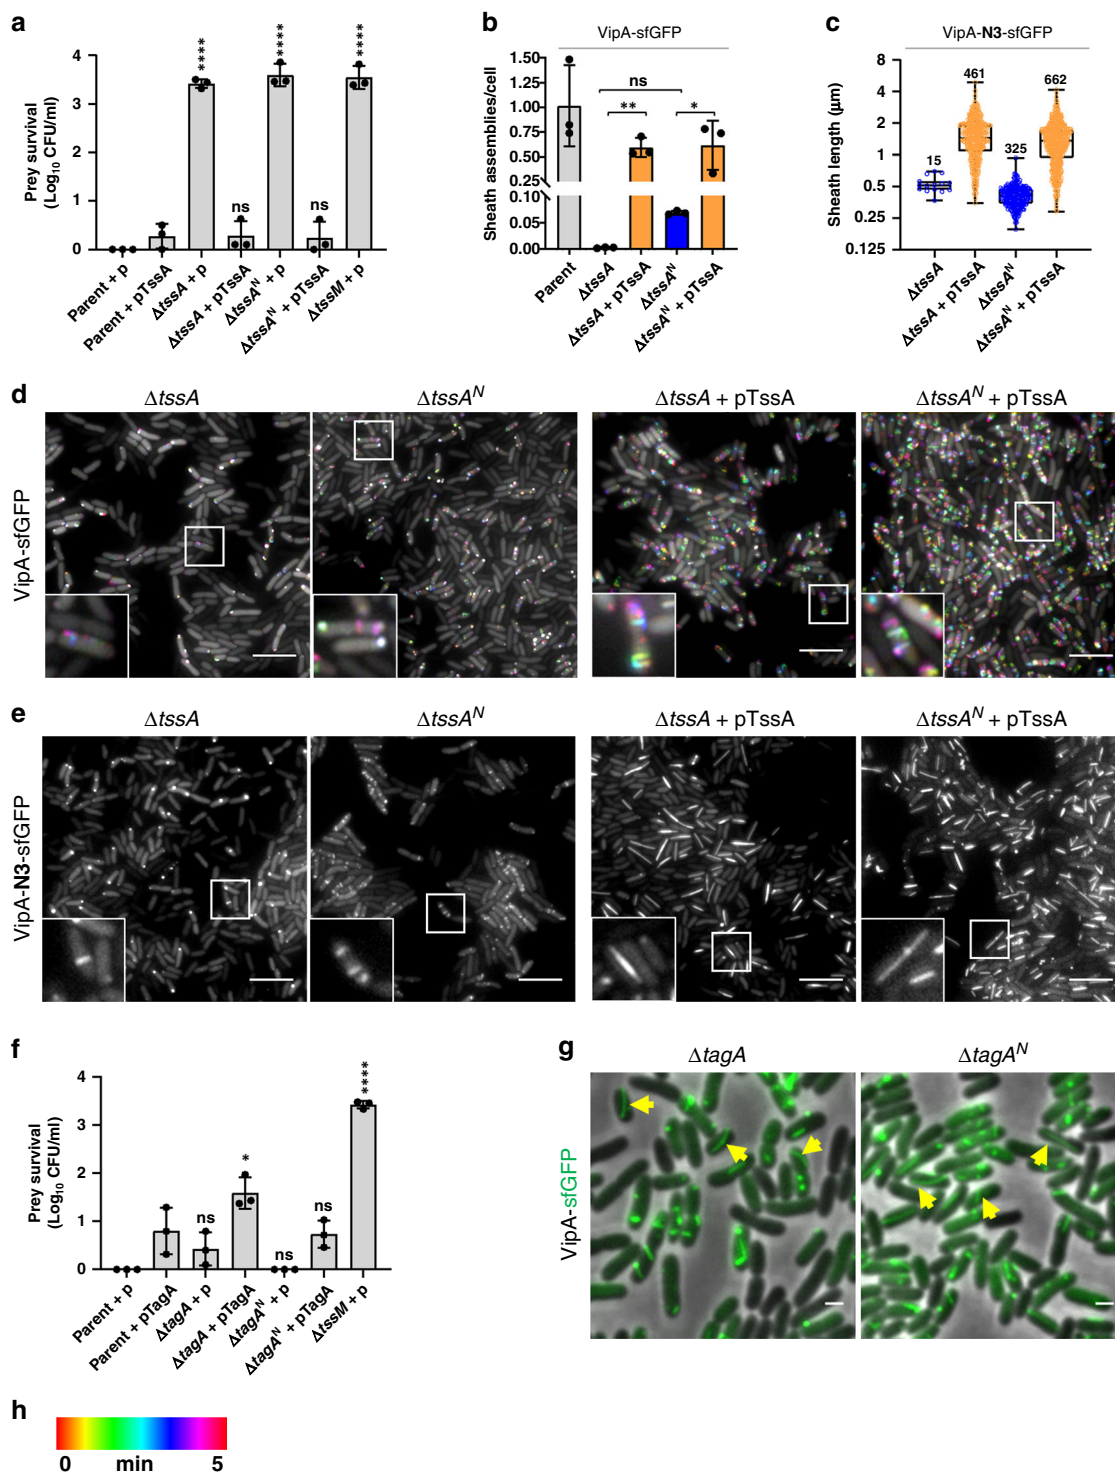 a
Prey survival
(Log10 CFU/ml)
4
3
2
1
0
****
****
****
ns
ns
Parent + p
Parent + pTssA
ΔtssA + p
ΔtssA + pTssA
ΔtssA^N + p
ΔtssA^N + pTssA
ΔtssM + p
b
VipA-sfGFP
Sheath assemblies/cell
1.50
1.25
1.00
0.75
0.50
0.25
0.10
0.05
0.00
ns
**
*
Parent
ΔtssA
ΔtssA + pTssA
ΔtssA^N
ΔtssA^N + pTssA
c
VipA-N3-sfGFP
Sheath length (μm)
8
4
2
1
0.5
0.25
0.125
15
461
325
662
ΔtssA
ΔtssA + pTssA
ΔtssA^N
ΔtssA^N + pTssA
d
ΔtssA
ΔtssA^N
ΔtssA + pTssA
ΔtssA^N + pTssA
VipA-sfGFP
e
ΔtssA
ΔtssA^N
ΔtssA + pTssA
ΔtssA^N + pTssA
VipA-N3-sfGFP
f
Prey survival
(Log10 CFU/ml)
4
3
2
1
0
ns
*
ns
ns
****
Parent + p
Parent + pTagA
ΔtagA + p
ΔtagA + pTagA
ΔtagA^N + p
ΔtagA^N + pTagA
ΔtssM + p
g
ΔtagA
ΔtagA^N
VipA-sfGFP
h
0 min 5